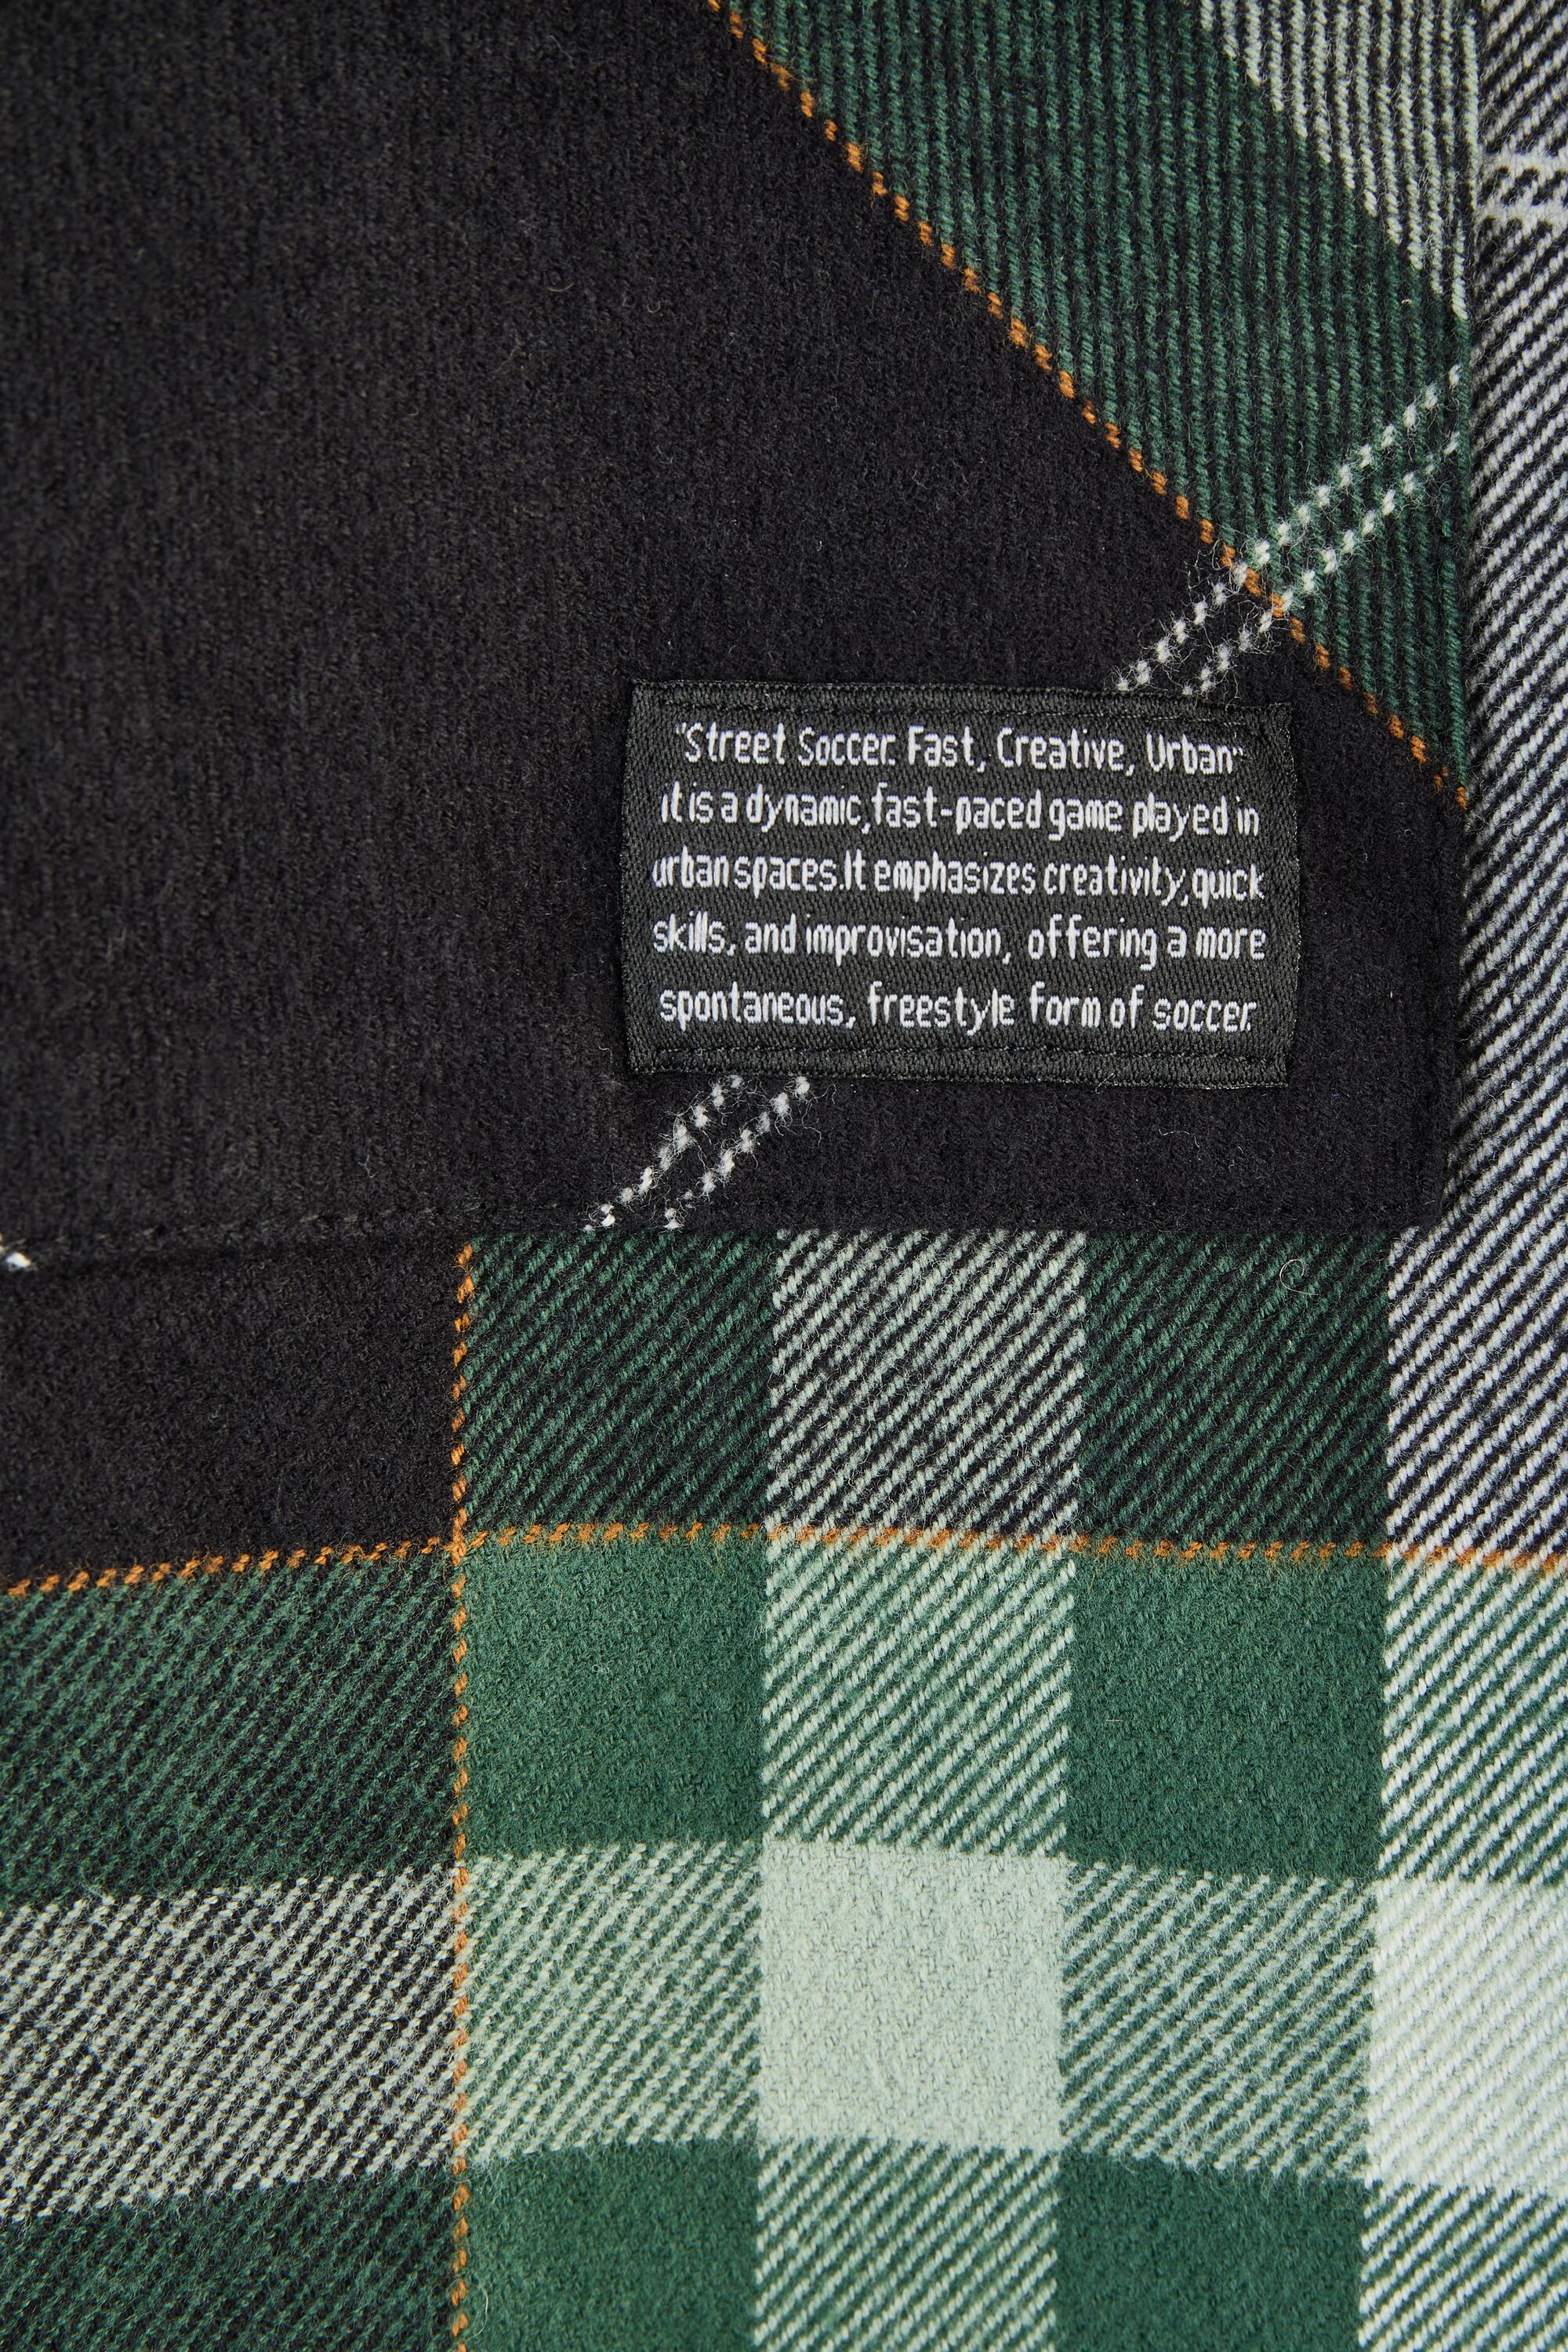 "Street Soccer. Fast, Creative, Urban"
it is a dynamic, fast-paced game played in
urban spaces. It emphasizes creativity, quick
skills, and improvisation, offering a more
spontaneous, freestyle form of soccer.